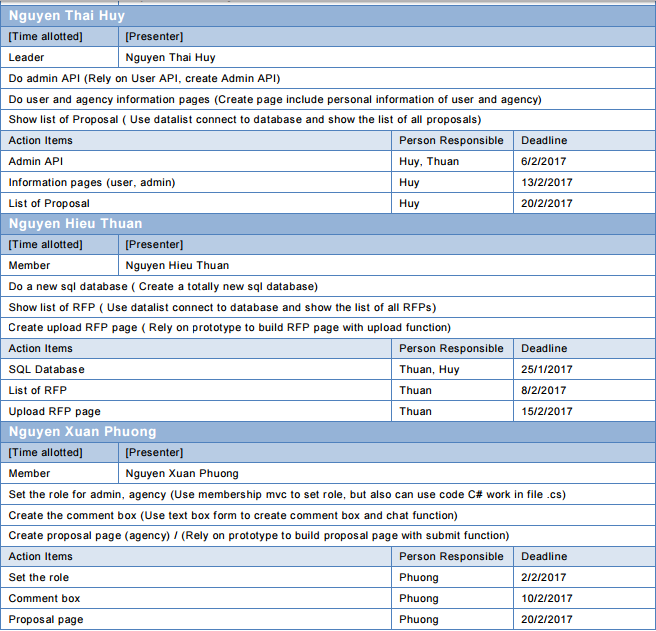 Nguyen Thai Huy
[Time allotted] [Presenter]
Leader Nguyen Thai Huy
Do admin API (Rely on User API, create Admin API)
Do user and agency information pages (Create page include personal information of user and agency)
Show list of Proposal ( Use datalist connect to database and show the list of all proposals)
Action Items Person Responsible Deadline
Admin API Huy, Thuan 6/2/2017
Information pages (user, admin) Huy 13/2/2017
List of Proposal Huy 20/2/2017
Nguyen Hieu Thuan
[Time allotted] [Presenter]
Member Nguyen Hieu Thuan
Do a new sql database ( Create a totally new sql database)
Show list of RFP ( Use datalist connect to database and show the list of all RFPs)
Create upload RFP page ( Rely on prototype to build RFP page with upload function)
Action Items Person Responsible Deadline
SQL Database Thuan, Huy 25/1/2017
List of RFP Thuan 8/2/2017
Upload RFP page Thuan 15/2/2017
Nguyen Xuan Phuong
[Time allotted] [Presenter]
Member Nguyen Xuan Phuong
Set the role for admin, agency (Use membership mvc to set role, but also can use code C# work in file .cs)
Create the comment box (Use text box form to create comment box and chat function)
Create proposal page (agency) / (Rely on prototype to build proposal page with submit function)
Action Items Person Responsible Deadline
Set the role Phuong 2/2/2017
Comment box Phuong 10/2/2017
Proposal page Phuong 20/2/2017